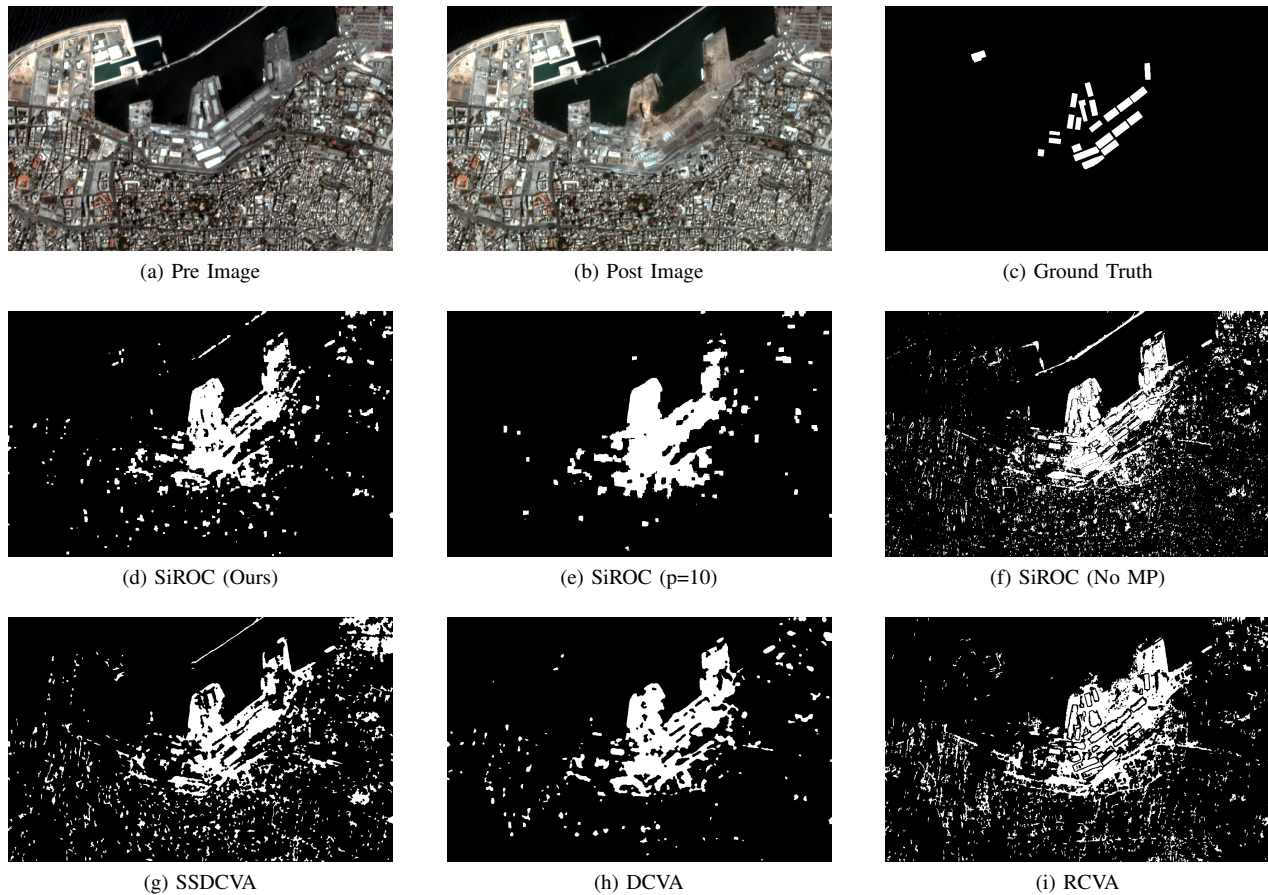 (a) Pre Image
(b) Post Image
(c) Ground Truth
(d) SiROC (Ours)
(e) SiROC (p=10)
(f) SiROC (No MP)
(g) SSDCVA
(h) DCVA
(i) RCVA